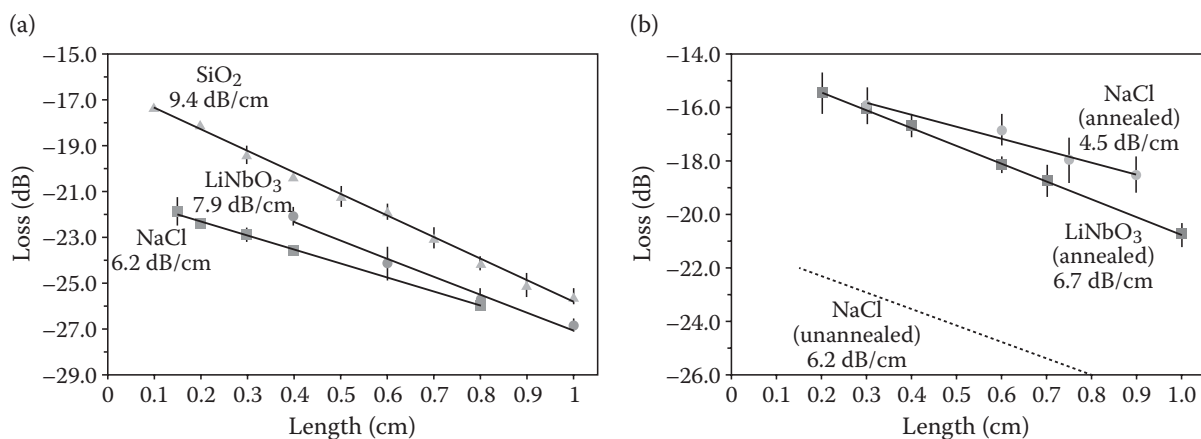 (a)
−15.0
−17.0
−19.0
−21.0
−23.0
−25.0
−27.0
−29.0
Loss (dB)
SiO2
9.4 dB/cm
LiNbO3
7.9 dB/cm
NaCl
6.2 dB/cm
0 0.1 0.2 0.3 0.4 0.5 0.6 0.7 0.8 0.9 1
Length (cm)
(b)
−14.0
−16.0
−18.0
−20.0
−22.0
−24.0
−26.0
Loss (dB)
NaCl
(annealed)
4.5 dB/cm
LiNbO3
(annealed)
6.7 dB/cm
NaCl
(unannealed)
6.2 dB/cm
0 0.1 0.2 0.3 0.4 0.5 0.6 0.7 0.8 0.9 1.0
Length (cm)